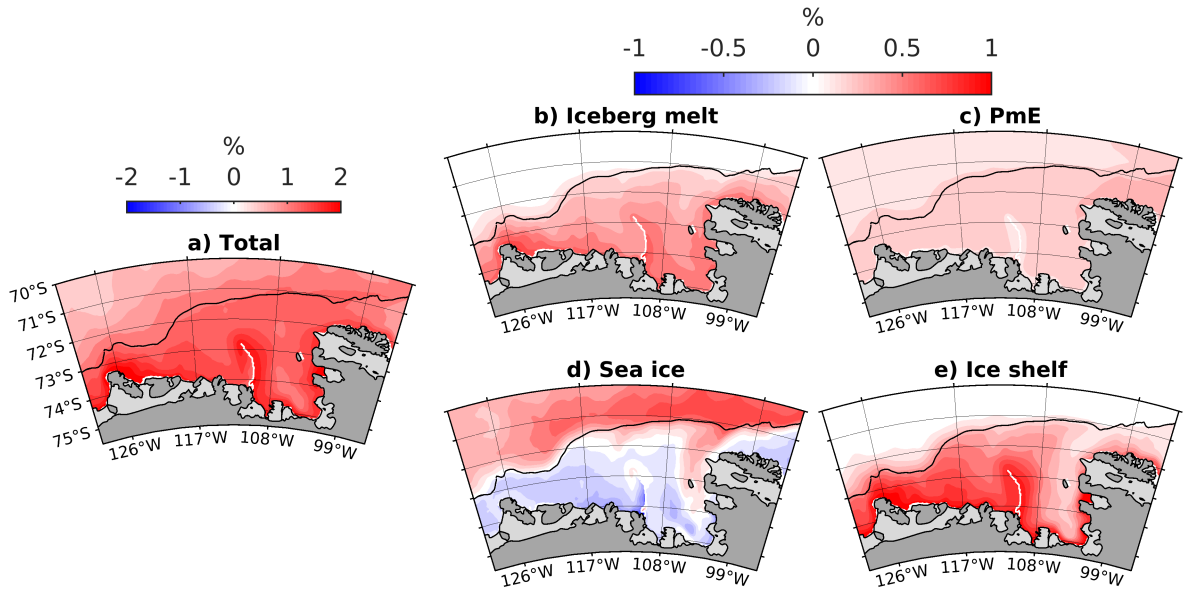 %
-1 -0.5 0 0.5 1
b) Iceberg melt
c) PmE
126°W 117°W 108°W 99°W
126°W 117°W 108°W 99°W
%
-2 -1 0 1 2
a) Total
70°S
71°S
72°S
73°S
74°S
75°S
126°W 117°W 108°W 99°W
d) Sea ice
e) Ice shelf
126°W 117°W 108°W 99°W
126°W 117°W 108°W 99°W